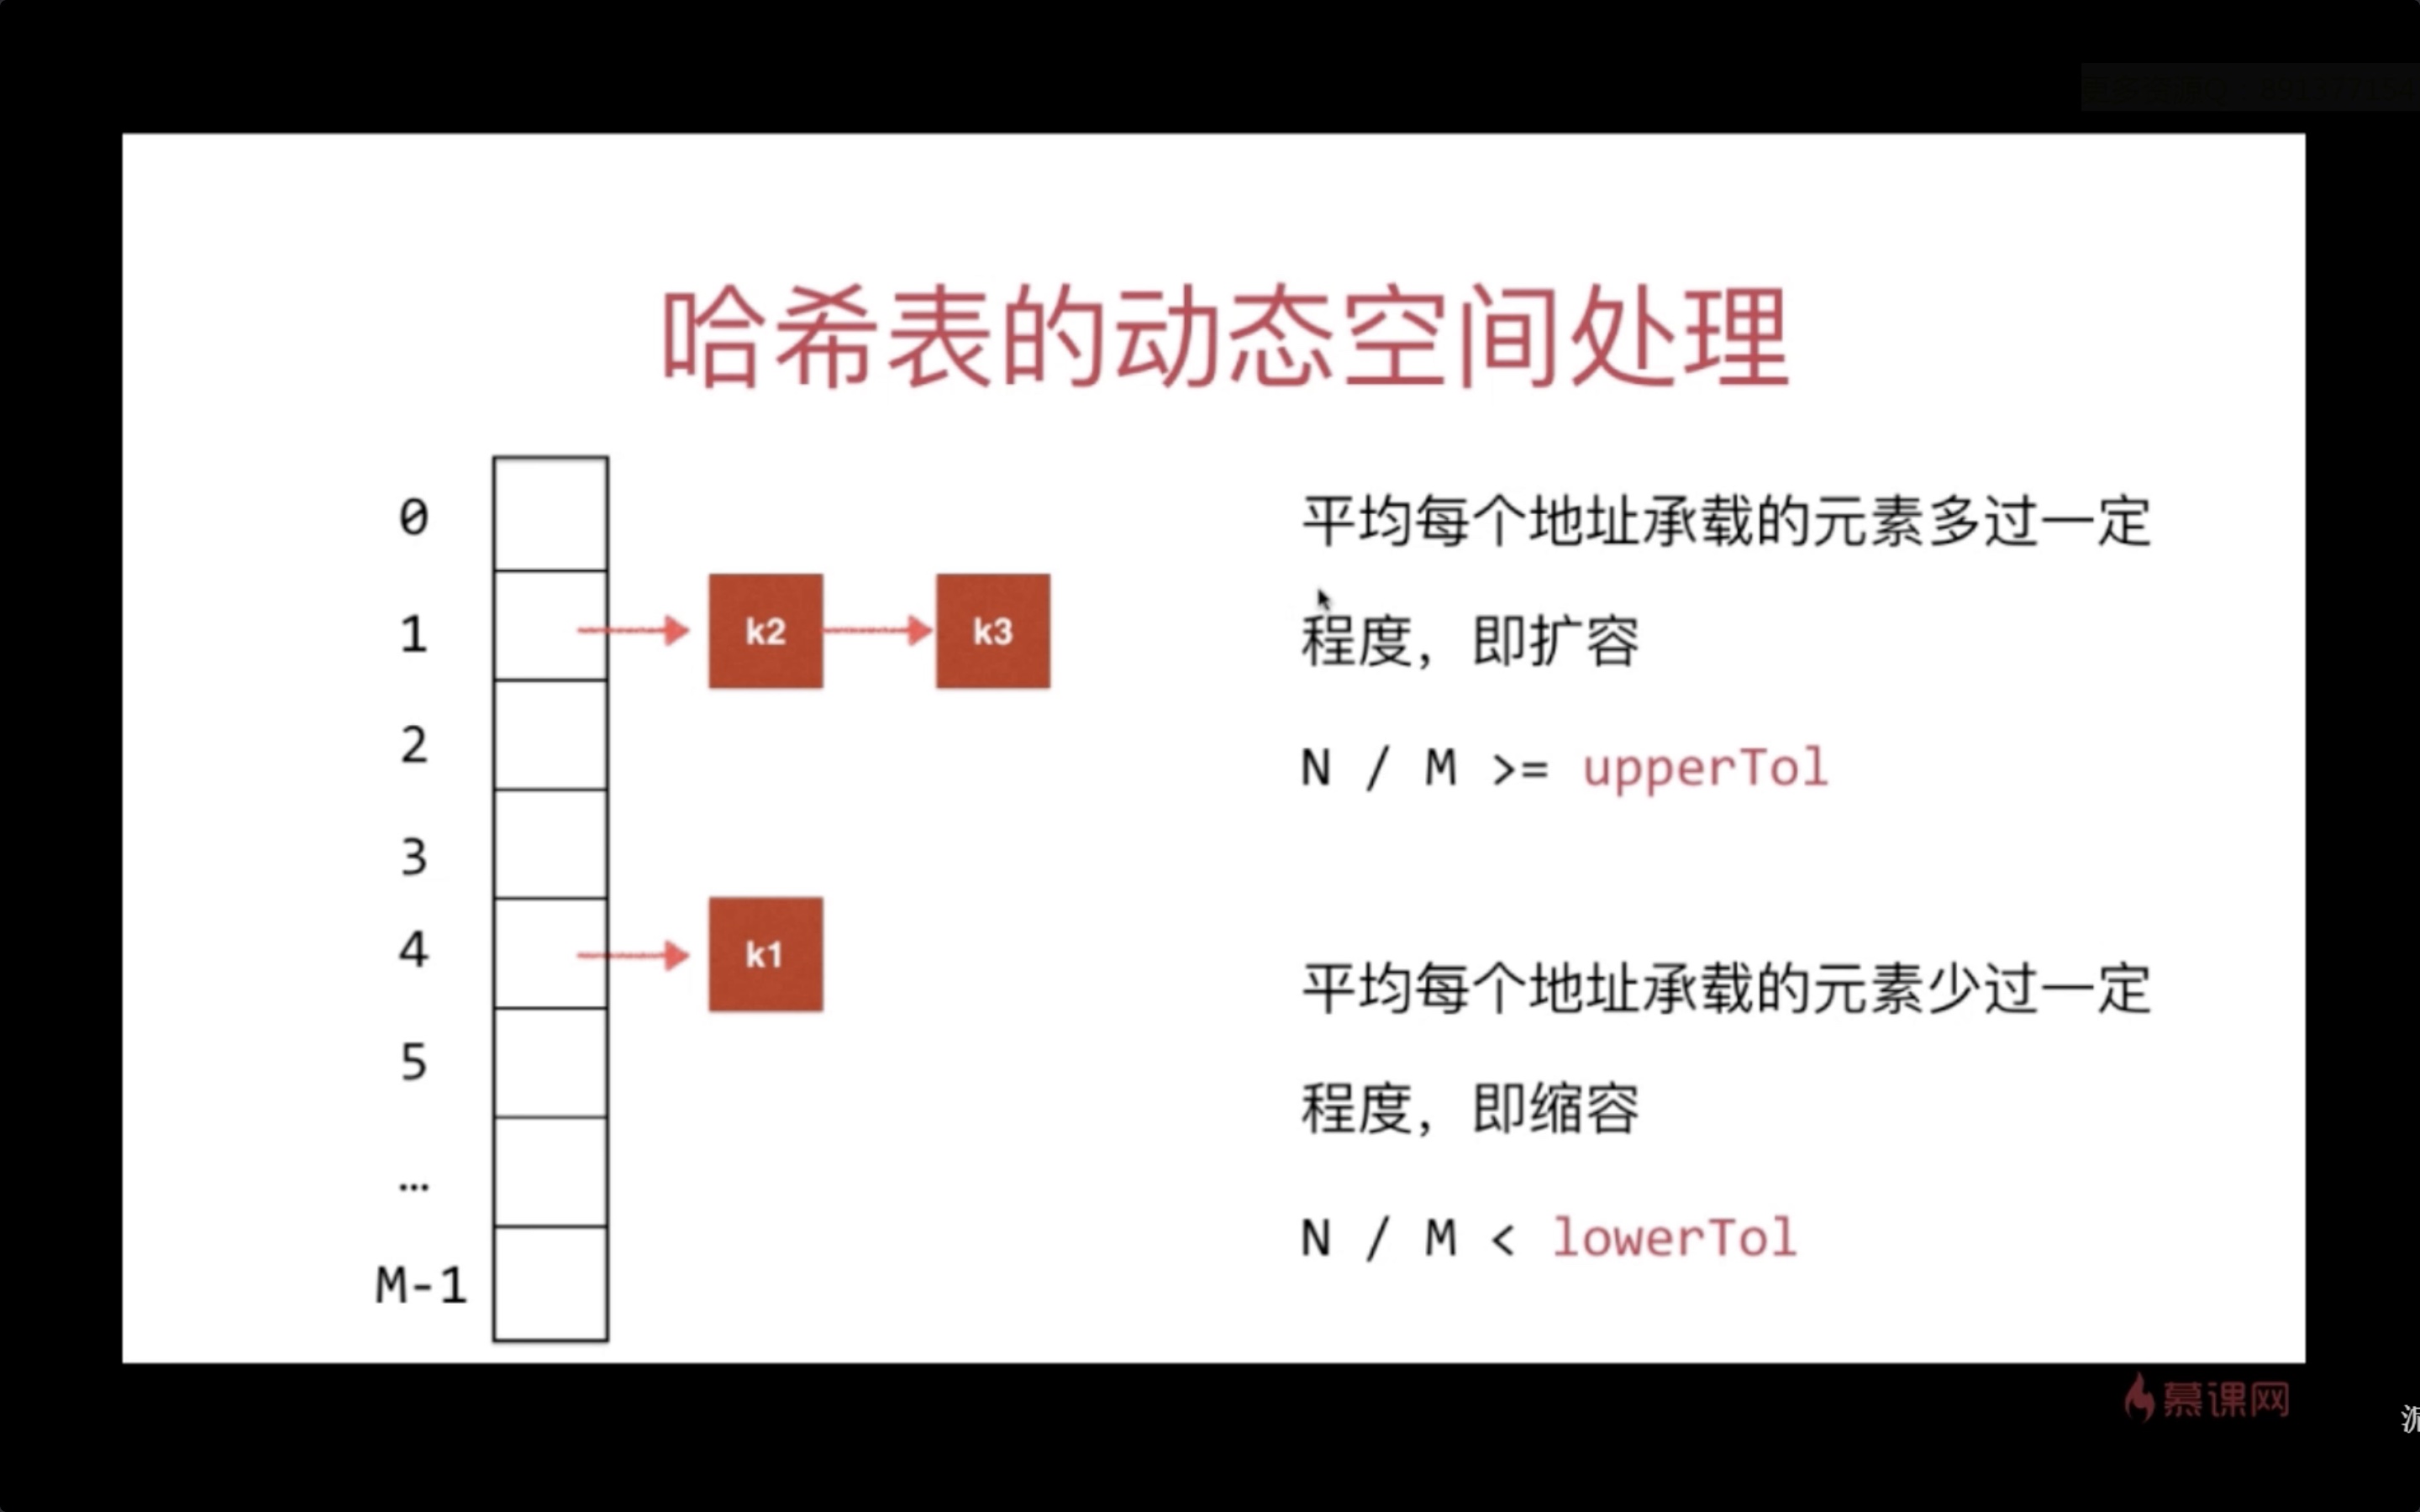 哈希表的动态空间处理
0
1
2
3
4
5
…
M-1
k2
k3
k1
平均每个地址承载的元素多过一定
程度，即扩容
N / M >= upperTol
平均每个地址承载的元素少过一定
程度，即缩容
N / M < lowerTol
慕课网